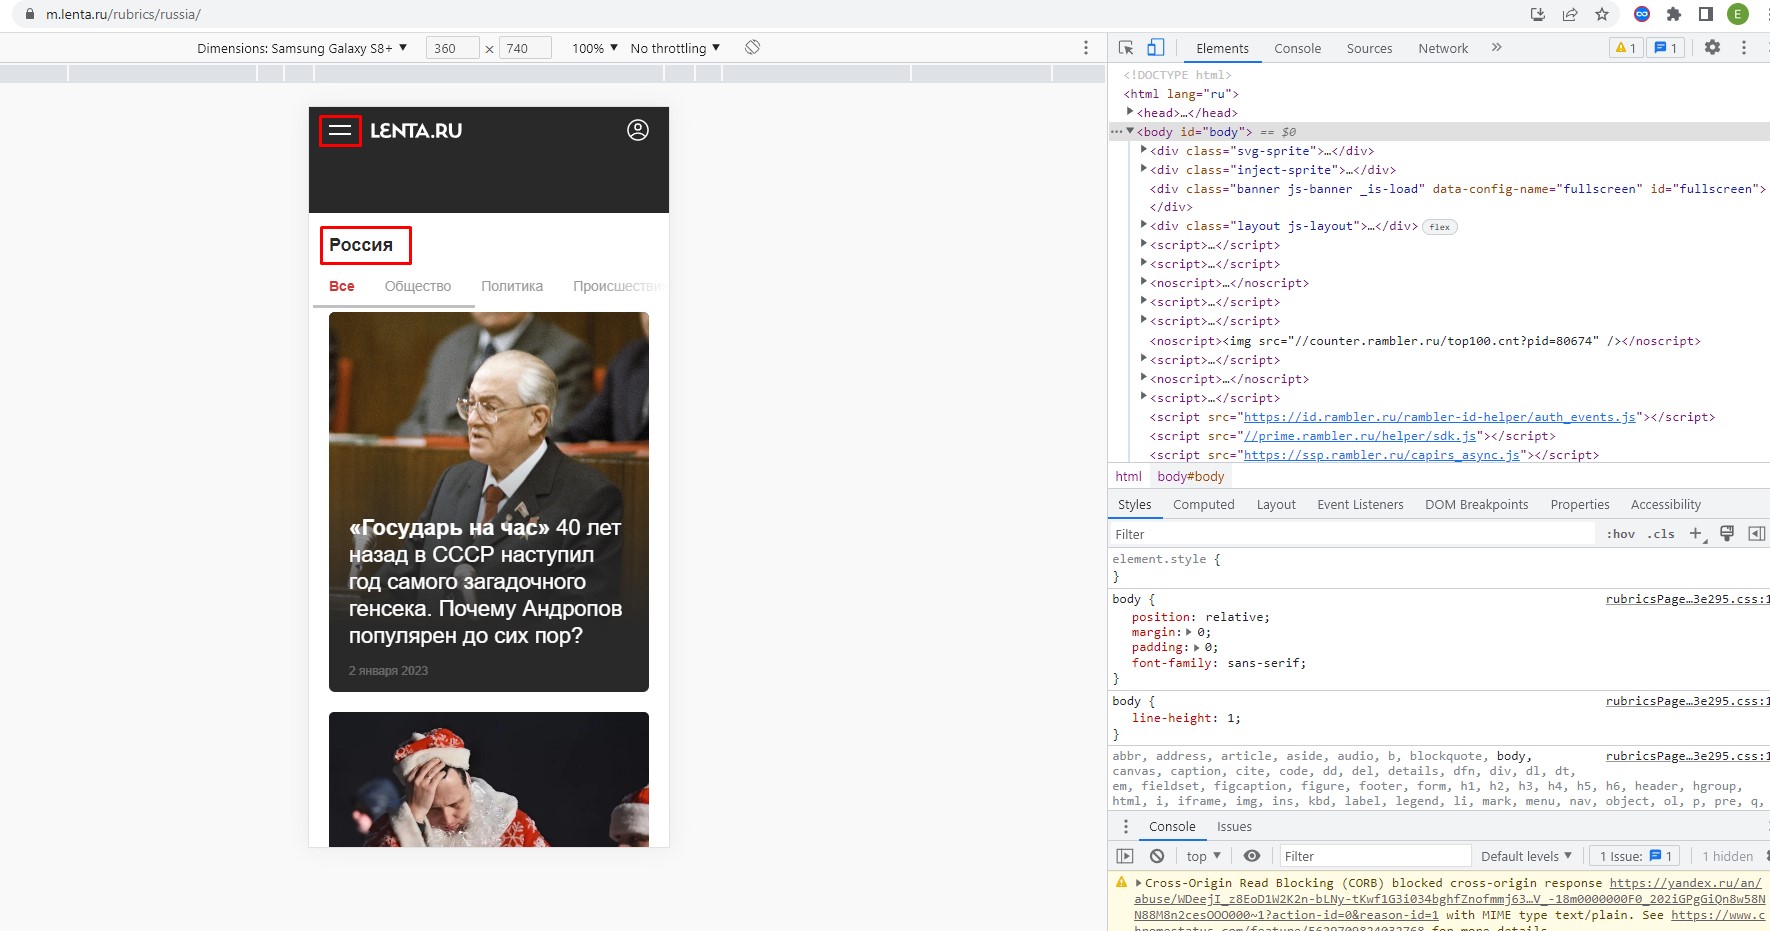 m.lenta.ru/rubrics/russia/
E
Dimensions: Samsung Galaxy S8+ 360 × 740 100% No throttling
Elements Console Sources Network » 1 1
LENTA.RU
Россия
Все Общество Политика Происшестви
«Государь на час» 40 лет
назад в СССР наступил
год самого загадочного
генсека. Почему Андропов
популярен до сих пор?
2 января 2023
<!DOCTYPE html>
<html lang="ru">
<head>…</head>
<body id="body"> == $0
<div class="svg-sprite">…</div>
<div class="inject-sprite">…</div>
<div class="banner js-banner _is-load" data-config-name="fullscreen" id="fullscreen">
</div>
<div class="layout js-layout">…</div> flex
<script>…</script>
<script>…</script>
<noscript>…</noscript>
<script>…</script>
<script>…</script>
<noscript><img src="//counter.rambler.ru/top100.cnt?pid=80674" /></noscript>
<script>…</script>
<noscript>…</noscript>
<script>…</script>
<script src="https://id.rambler.ru/rambler-id-helper/auth_events.js"></script>
<script src="//prime.rambler.ru/helper/sdk.js"></script>
<script src="https://ssp.rambler.ru/capirs_async.js"></script>
html body#body
Styles Computed Layout Event Listeners DOM Breakpoints Properties Accessibility
Filter :hov .cls +
element.style {
}
body { rubricsPage…3e295.css:1
position: relative;
margin: 0;
padding: 0;
font-family: sans-serif;
}
body { rubricsPage…3e295.css:1
line-height: 1;
}
abbr, address, article, aside, audio, b, blockquote, body, rubricsPage…3e295.css:1
canvas, caption, cite, code, dd, del, details, dfn, div, dl, dt,
em, fieldset, figcaption, figure, footer, form, h1, h2, h3, h4, h5, h6, header, hgroup,
html, i, iframe, img, ins, kbd, label, legend, li, mark, menu, nav, object, ol, p, pre, q,
Console Issues
top Filter Default levels 1 Issue: 1 1 hidden
Cross-Origin Read Blocking (CORB) blocked cross-origin response https://yandex.ru/an/
abuse/WDeejI_z8EoD1W2K2n-bLNy-tKwf1G3i034bghfZnofmmj63…V_-18m0000000F0_202iGPgGiQn8w58N
N88M8n2cesOOO000~1?action-id=0&reason-id=1 with MIME type text/plain. See https://www.c
hromestatus.com/feature/5629709824032768 for more details.